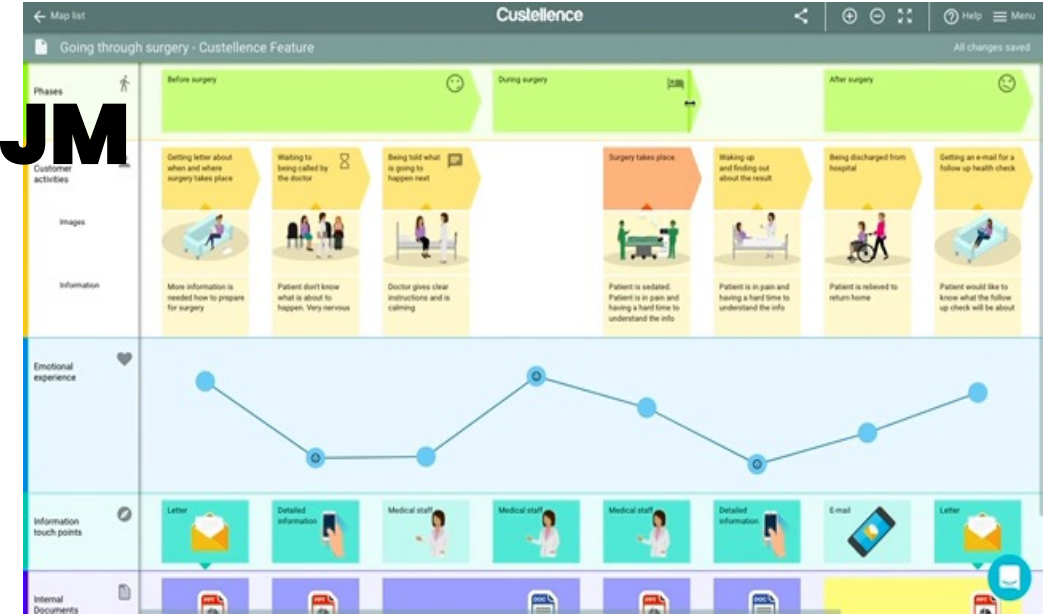 Map list
Custellence
Help
Menu
Going through surgery - Custellence Feature
All changes saved
Phases
Before surgery
During surgery
After surgery
JM
Customer
activities
Getting letter about
when and where
surgery takes place
Waiting to
being called by
the doctor
Being told what
is going to
happen next
Surgery takes place.
Waking up
and finding out
about the result
Being discharged from
hospital
Getting an e-mail for a
follow up health check
Images
Information
More information is
needed how to prepare
for surgery
Patient don't know
what is about to
happen. Very nervous
Doctor gives clear
instructions and is
calming
Patient is sedated.
Patient is in pain and
having a hard time to
understand the info
Patient is in pain and
having a hard time to
understand the info
Patient is relieved to
return home
Patient would like to
know what the follow
up check will be about
Emotional
experience
Information
touch points
Letter
Detailed
information
Medical staff
Medical staff
Medical staff
Detailed
information
E-mail
Letter
Internal
Documents
PPT
PPT
DOC
PPT
DOC
PPT